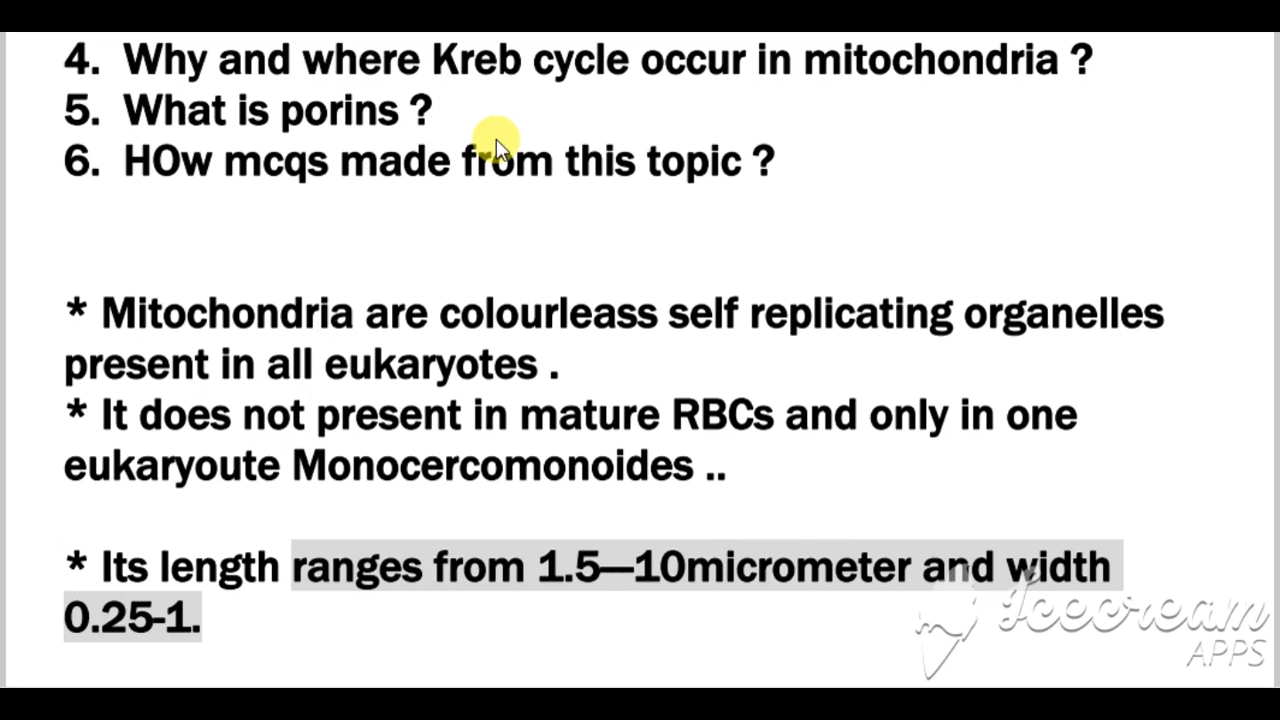 4. Why and where Kreb cycle occur in mitochondria ?
5. What is porins ?
6. HOw mcqs made from this topic ?
* Mitochondria are colourleass self replicating organelles
present in all eukaryotes .
* It does not present in mature RBCs and only in one
eukaryoute Monocercomonoides ..
* Its length ranges from 1.5—10micrometer and width
0.25-1.
Icecream
APPS